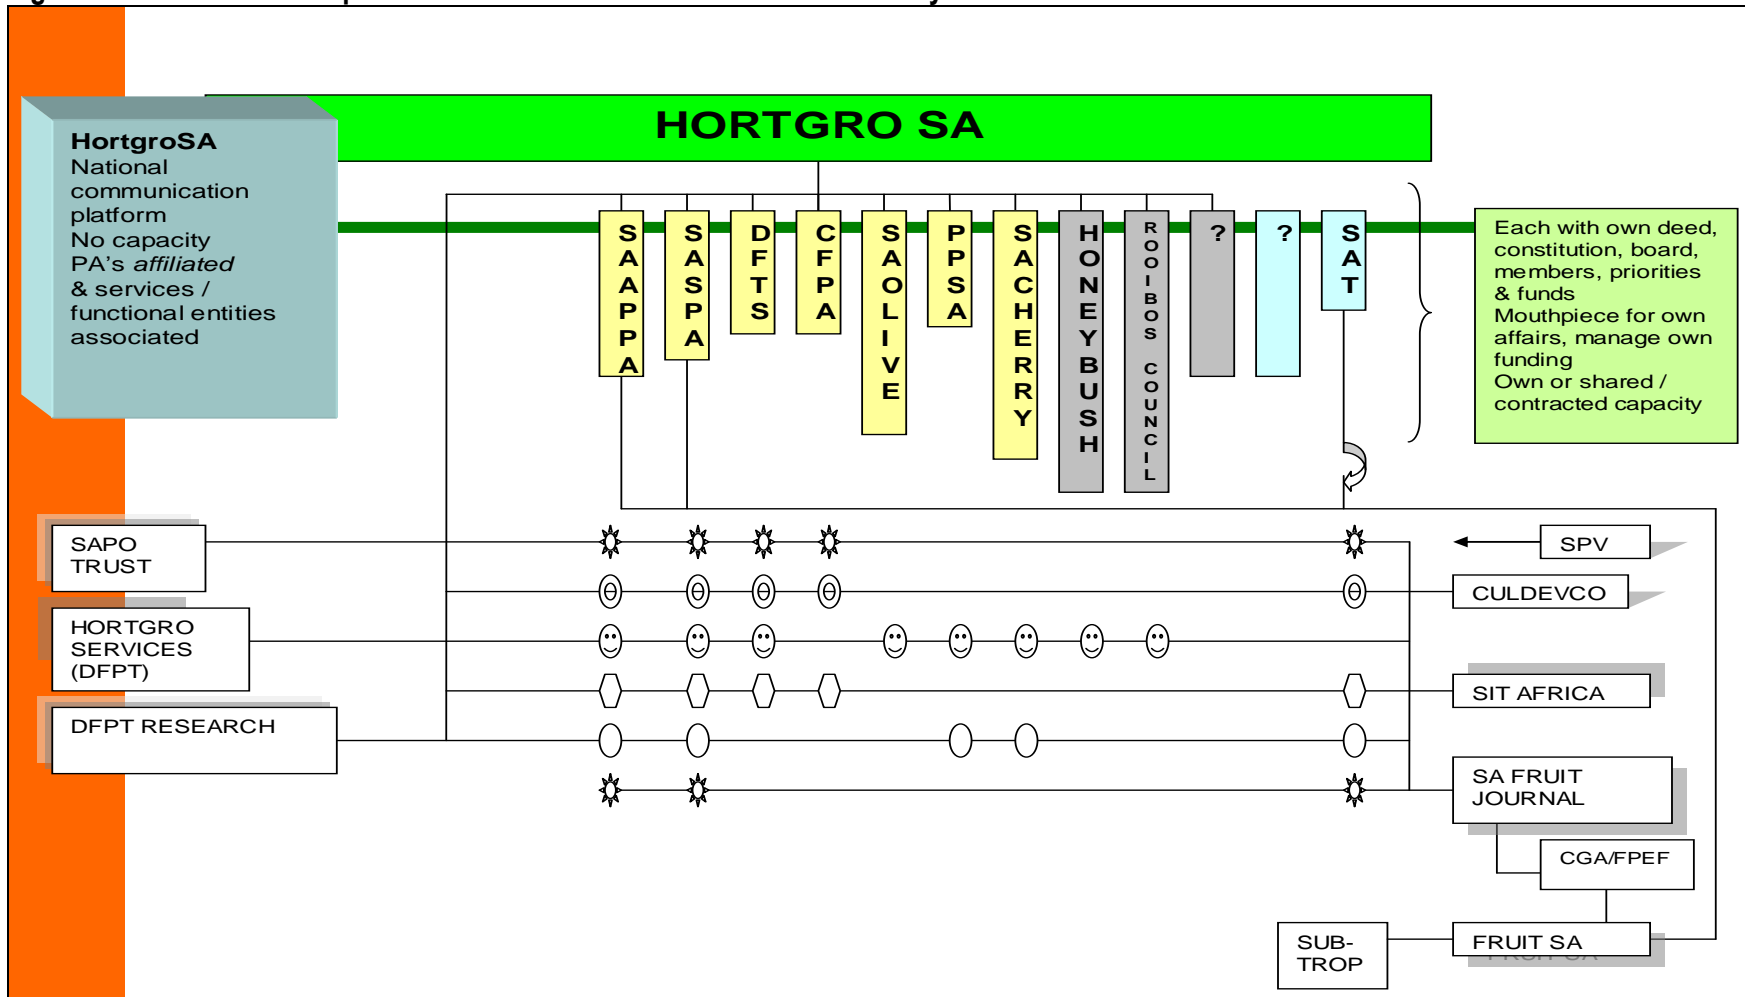 HORTGRO SA
HortgroSA
National
communication
platform
No capacity
PA's affiliated
& services /
functional entities
associated
SAAPPA
SASPA
DFTS
CFPA
SAOLIVE
PPSA
SACHERRY
HONEYBUSH
ROOIBOS COUNCIL
?
?
SAT
Each with own deed,
constitution, board,
members, priorities
& funds
Mouthpiece for own
affairs, manage own
funding
Own or shared /
contracted capacity
SAPO
TRUST
SPV
CULDEVCO
HORTGRO
SERVICES
(DFPT)
SIT AFRICA
DFPT RESEARCH
SA FRUIT
JOURNAL
CGA/FPEF
SUB-
TROP
FRUIT SA